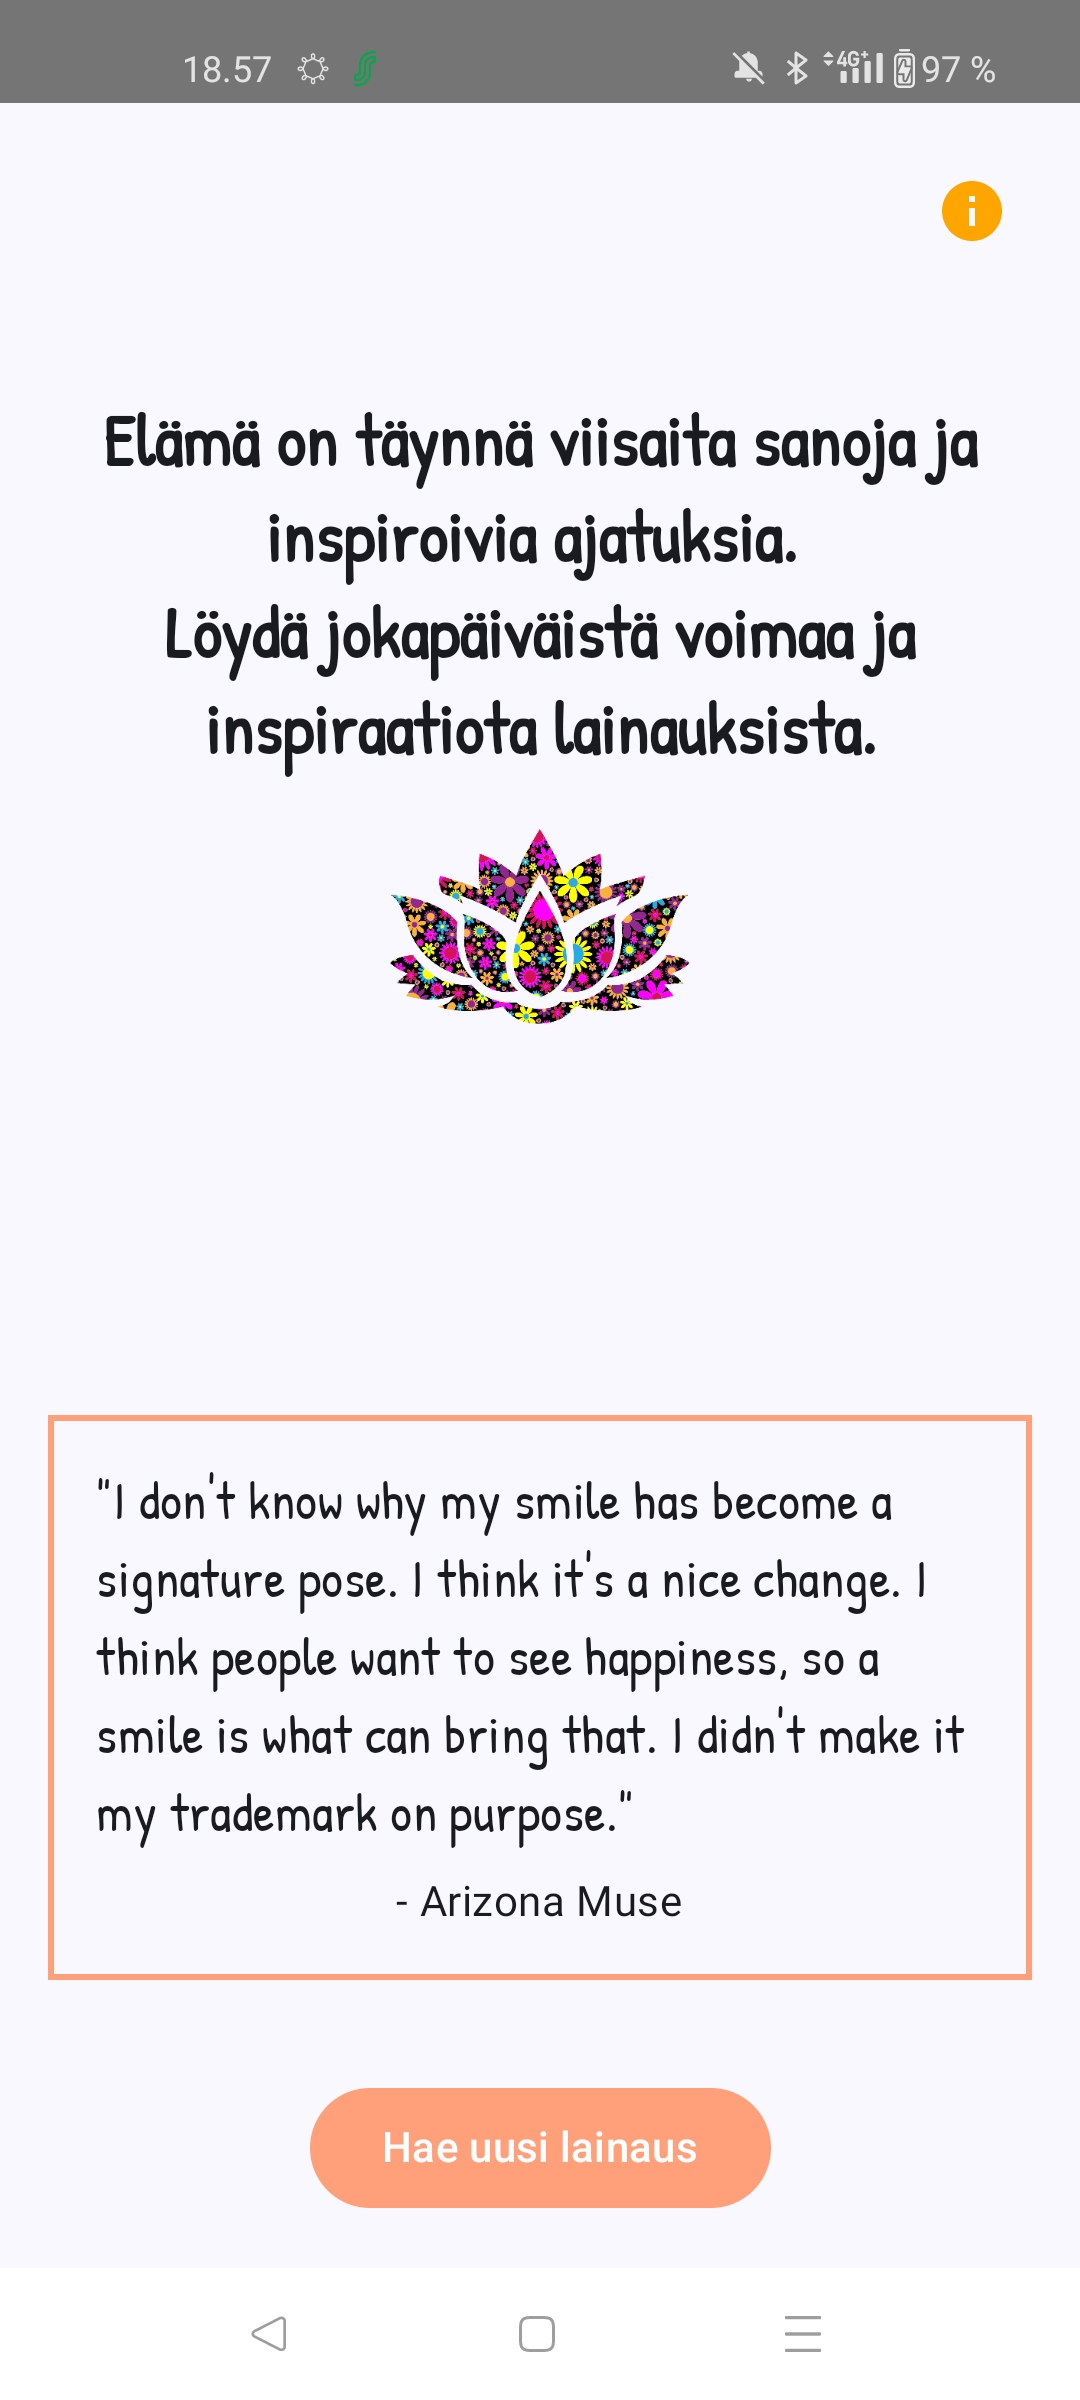 18.57
4G+
97 %
Elämä on täynnä viisaita sanoja ja
inspiroivia ajatuksia.
Löydä jokapäiväistä voimaa ja
inspiraatiota lainauksista.
"I don't know why my smile has become a
signature pose. I think it's a nice change. I
think people want to see happiness, so a
smile is what can bring that. I didn't make it
my trademark on purpose."
- Arizona Muse
Hae uusi lainaus